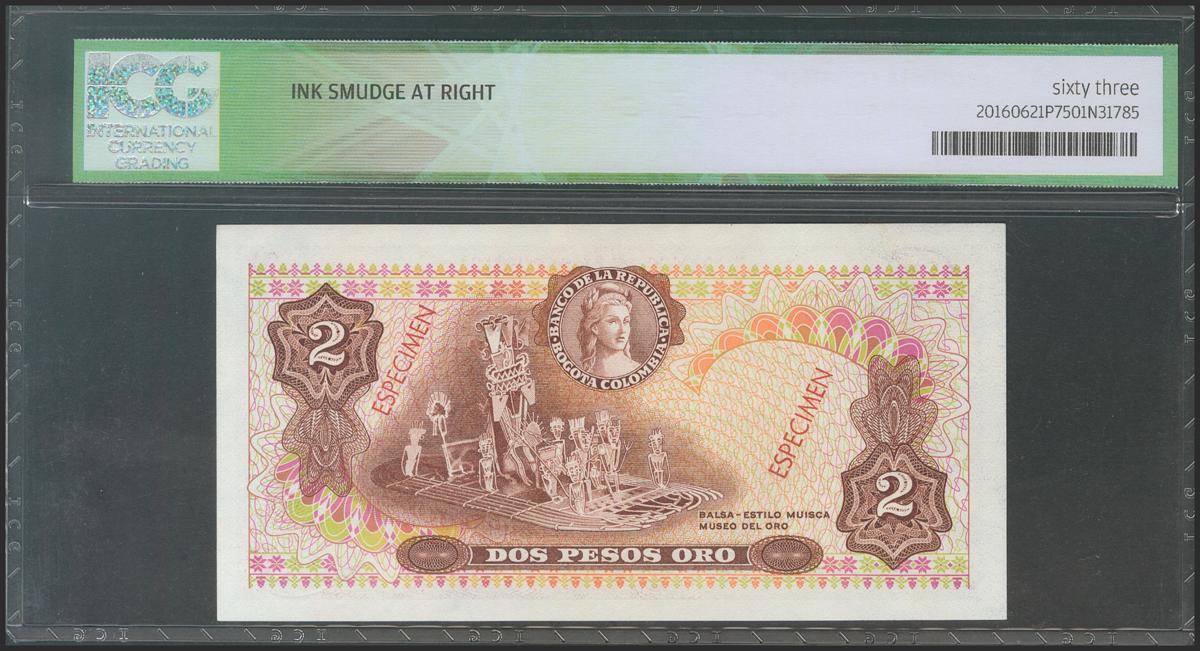 ICG
INTERNATIONAL
CURRENCY
GRADING
INK SMUDGE AT RIGHT
sixty three
20160621P7501N31785
BANCO DE LA REPUBLICA
BOGOTA COLOMBIA
2
ESPECIMEN
ESPECIMEN
2
BALSA - ESTILO MUISCA
MUSEO DEL ORO
DOS PESOS ORO